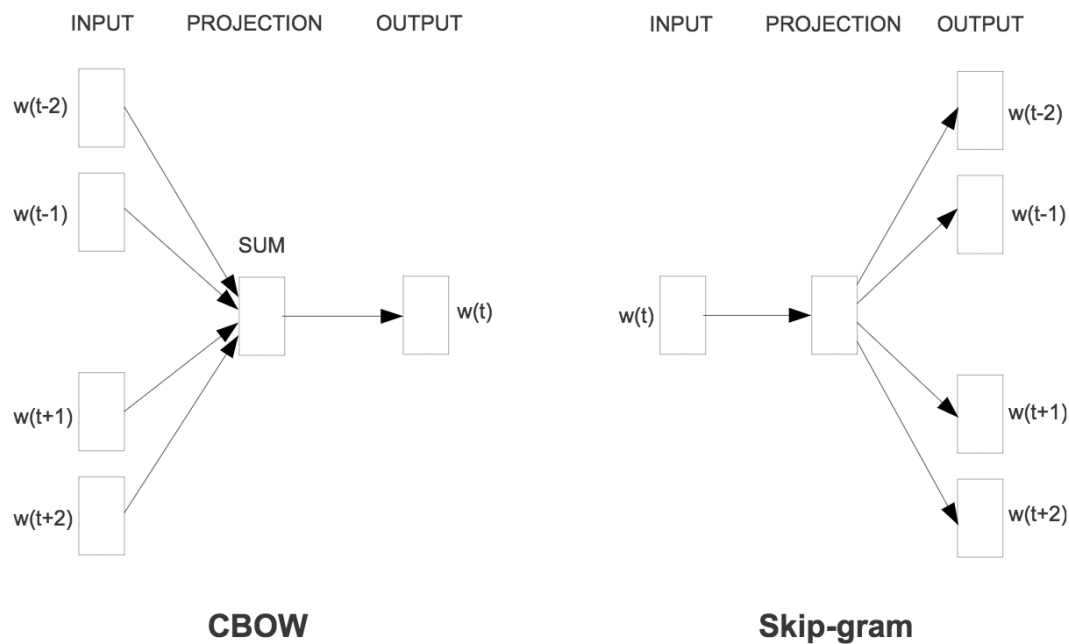 INPUT PROJECTION OUTPUT
w(t-2)
w(t-1)
SUM
w(t)
w(t+1)
w(t+2)
CBOW
INPUT PROJECTION OUTPUT
w(t-2)
w(t-1)
w(t)
w(t+1)
w(t+2)
Skip-gram